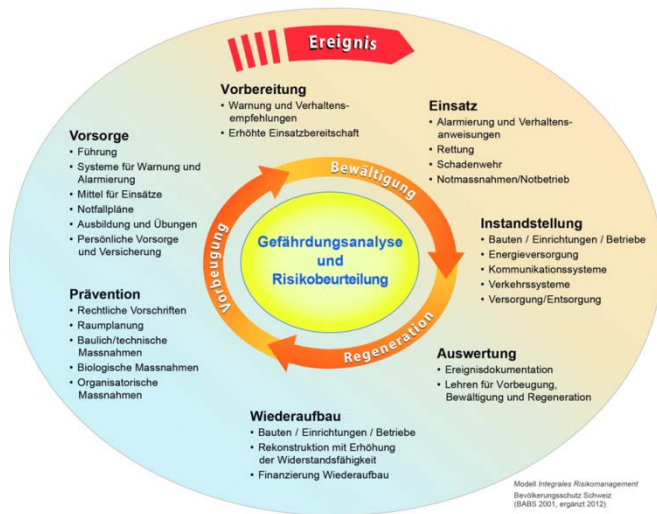 Ereignis
Vorbereitung
• Warnung und Verhaltens-
empfehlungen
• Erhöhte Einsatzbereitschaft
Einsatz
• Alarmierung und Verhaltens-
anweisungen
• Rettung
• Schadenwehr
• Notmassnahmen/Notbetrieb
Vorsorge
• Führung
• Systeme für Warnung und
Alarmierung
• Mittel für Einsätze
• Notfallpläne
• Ausbildung und Übungen
• Persönliche Vorsorge
und Versicherung
Bewältigung
Vorbeugung
Regeneration
Gefährdungsanalyse
und
Risikobeurteilung
Instandstellung
• Bauten / Einrichtungen / Betriebe
• Energieversorgung
• Kommunikationssysteme
• Verkehrssysteme
• Versorgung/Entsorgung
Prävention
• Rechtliche Vorschriften
• Raumplanung
• Baulich/technische
Massnahmen
• Biologische Massnahmen
• Organisatorische
Massnahmen
Auswertung
• Ereignisdokumentation
• Lehren für Vorbeugung,
Bewältigung und Regeneration
Wiederaufbau
• Bauten / Einrichtungen / Betriebe
• Rekonstruktion mit Erhöhung
der Widerstandsfähigkeit
• Finanzierung Wiederaufbau
Modell Integrales Risikomanagement
Bevölkerungsschutz Schweiz
(BABS 2001, ergänzt 2012)